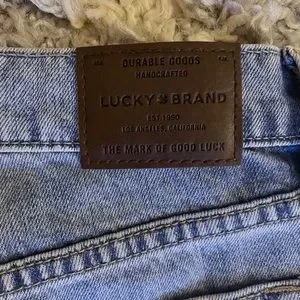 DURABLE GOODS
HANDCRAFTED
LUCKY BRAND
EST. 1990
LOS ANGELES, CALIFORNIA
THE MARK OF GOOD LUCK